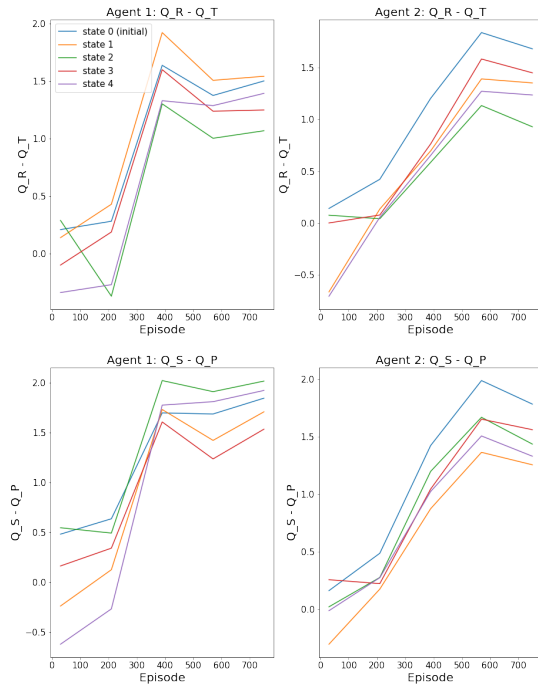 Agent 1: Q_R - Q_T
Agent 2: Q_R - Q_T
state 0 (initial)
state 1
state 2
state 3
state 4
Q_R - Q_T
2.0
1.5
1.0
0.5
0.0
0 100 200 300 400 500 600 700
Episode
Q_R - Q_T
1.5
1.0
0.5
0.0
−0.5
0 100 200 300 400 500 600 700
Episode
Agent 1: Q_S - Q_P
Agent 2: Q_S - Q_P
Q_S - Q_P
2.0
1.5
1.0
0.5
0.0
−0.5
0 100 200 300 400 500 600 700
Episode
Q_S - Q_P
2.0
1.5
1.0
0.5
0.0
0 100 200 300 400 500 600 700
Episode